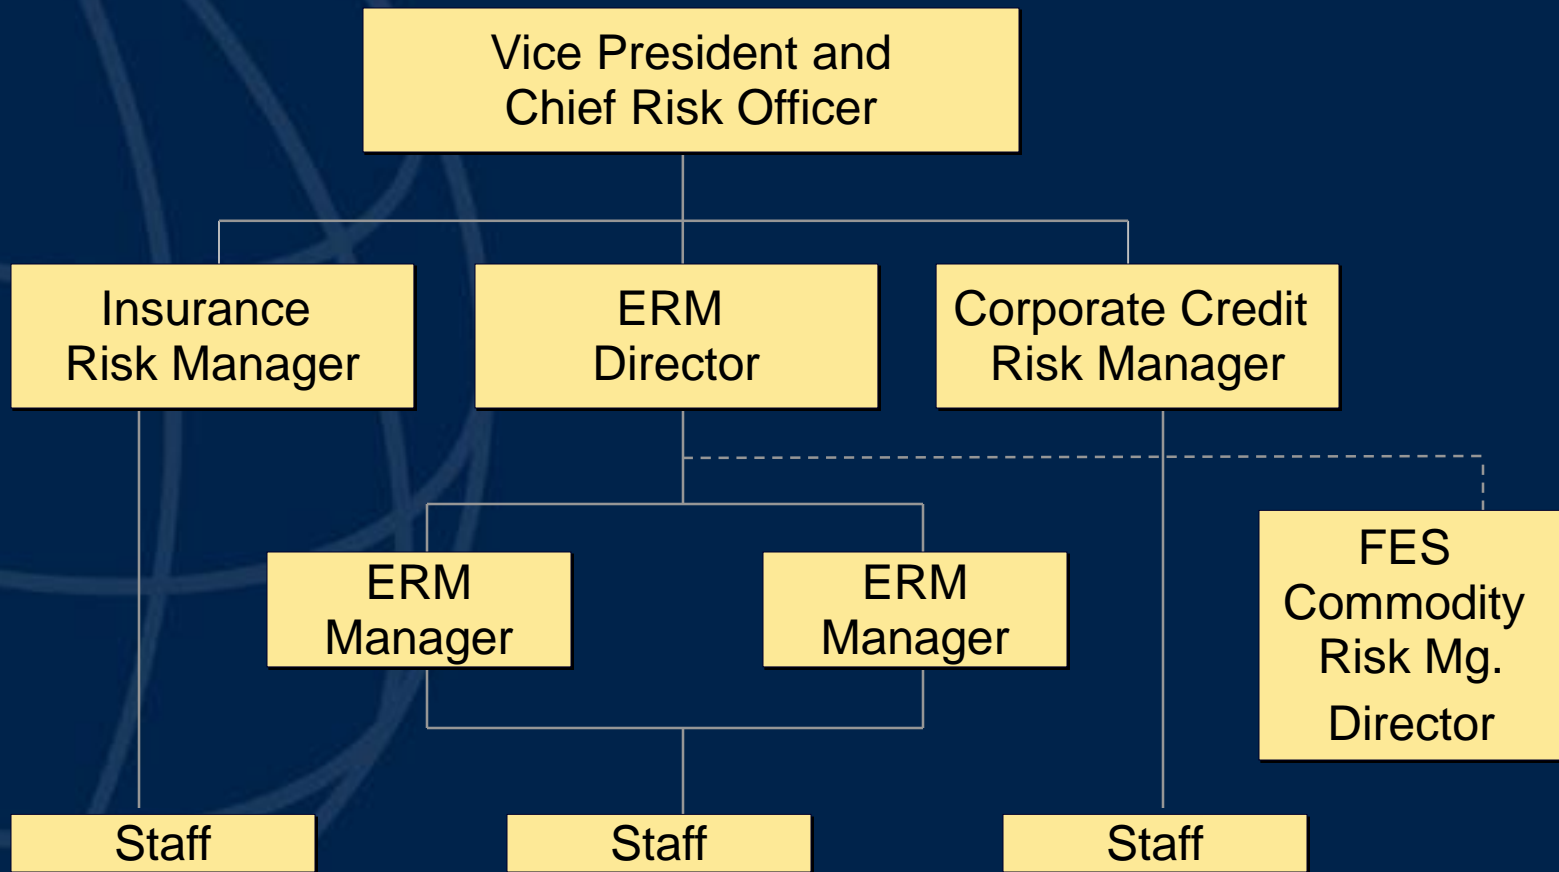 Vice President and
Chief Risk Officer
Insurance
Risk Manager
ERM
Director
Corporate Credit
Risk Manager
ERM
Manager
ERM
Manager
FES
Commodity
Risk Mg.
Director
Staff
Staff
Staff